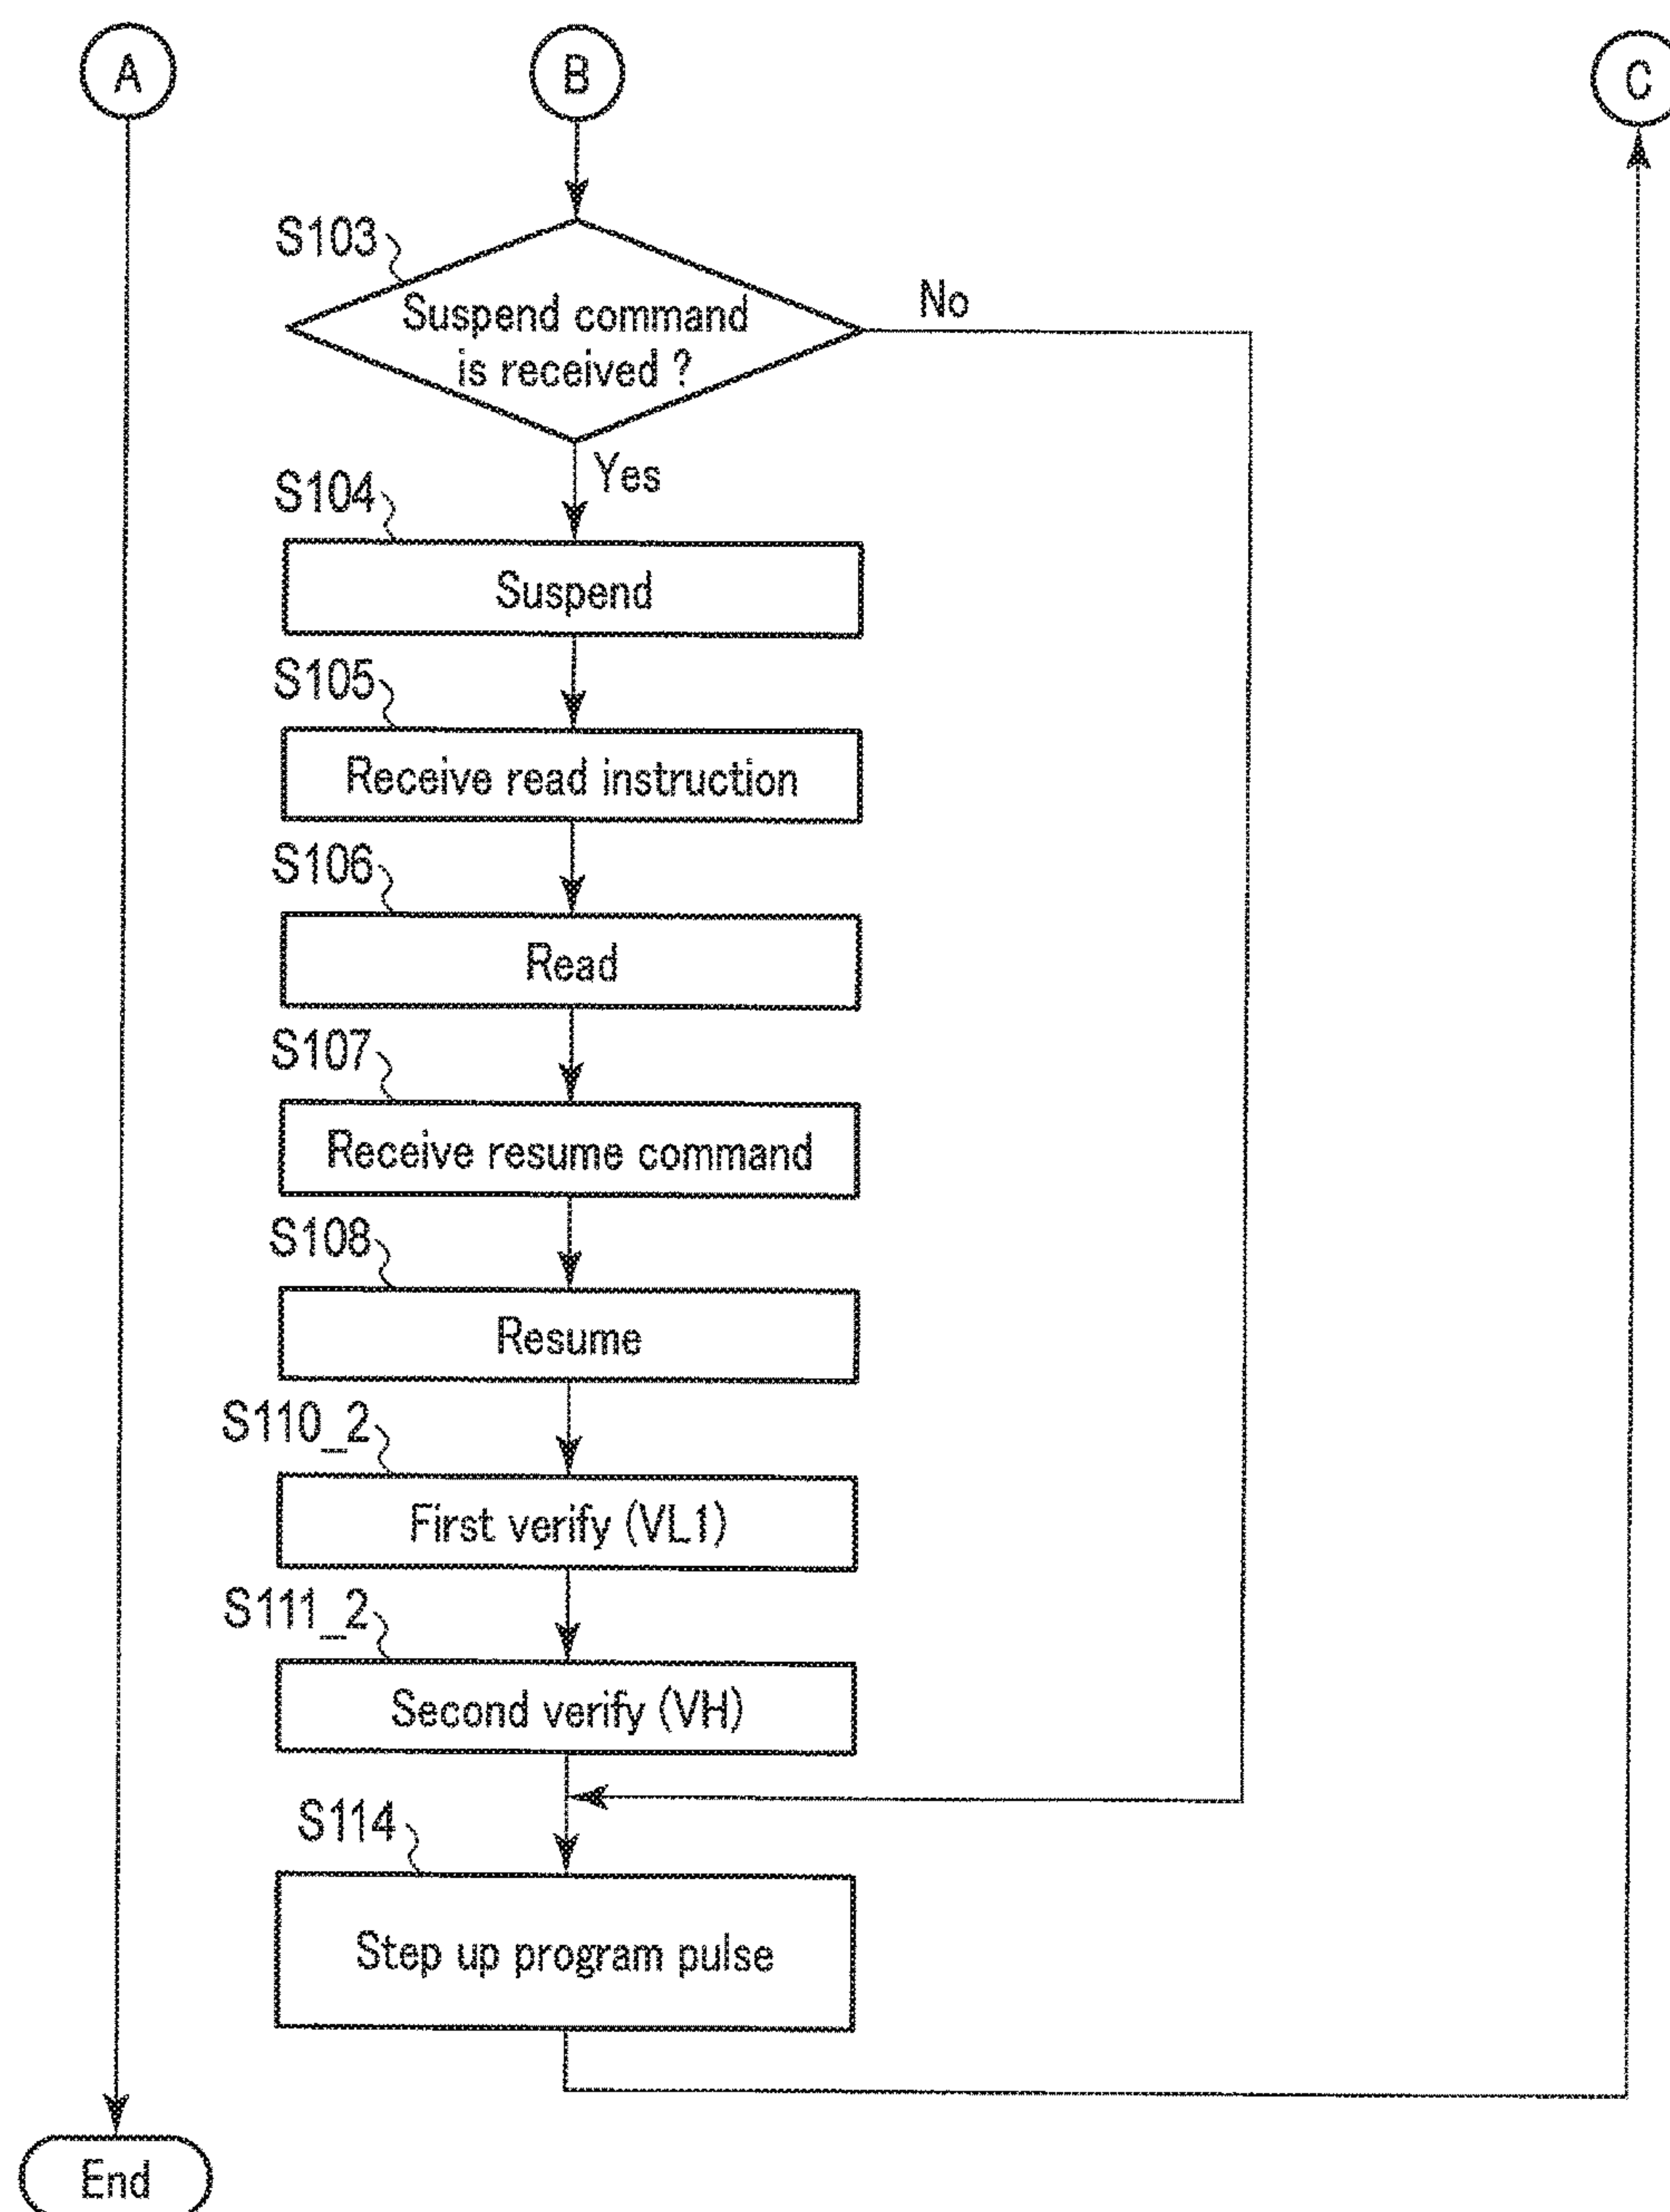 A
B
C
S103
Suspend command
is received ?
No
Yes
S104
Suspend
S105
Receive read instruction
S106
Read
S107
Receive resume command
S108
Resume
S110_2
First verify (VL1)
S111_2
Second verify (VH)
S114
Step up program pulse
End